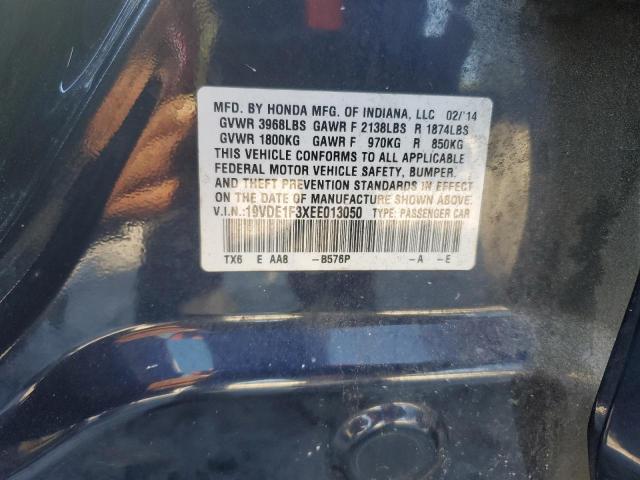 MFD. BY HONDA MFG. OF INDIANA, LLC 02/'14
GVWR 3968LBS GAWR F 2138LBS R 1874LBS
GVWR 1800KG GAWR F 970KG R 850KG
THIS VEHICLE CONFORMS TO ALL APPLICABLE
FEDERAL MOTOR VEHICLE SAFETY, BUMPER,
AND THEFT PREVENTION STANDARDS IN EFFECT
ON THE DATE OF MANUFACTURE SHOWN ABOVE.
V.I.N.:19VDE1F3XEE013050 TYPE: PASSENGER CAR
TX6 E AA8 -B576P -A -E